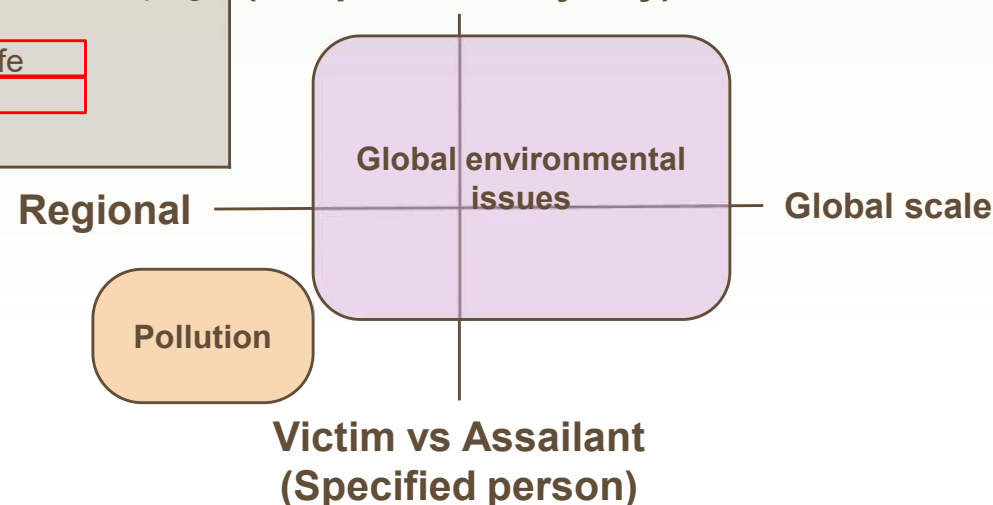 fe
Global environmental
issues
Regional
Global scale
Pollution
Victim vs Assailant
(Specified person)